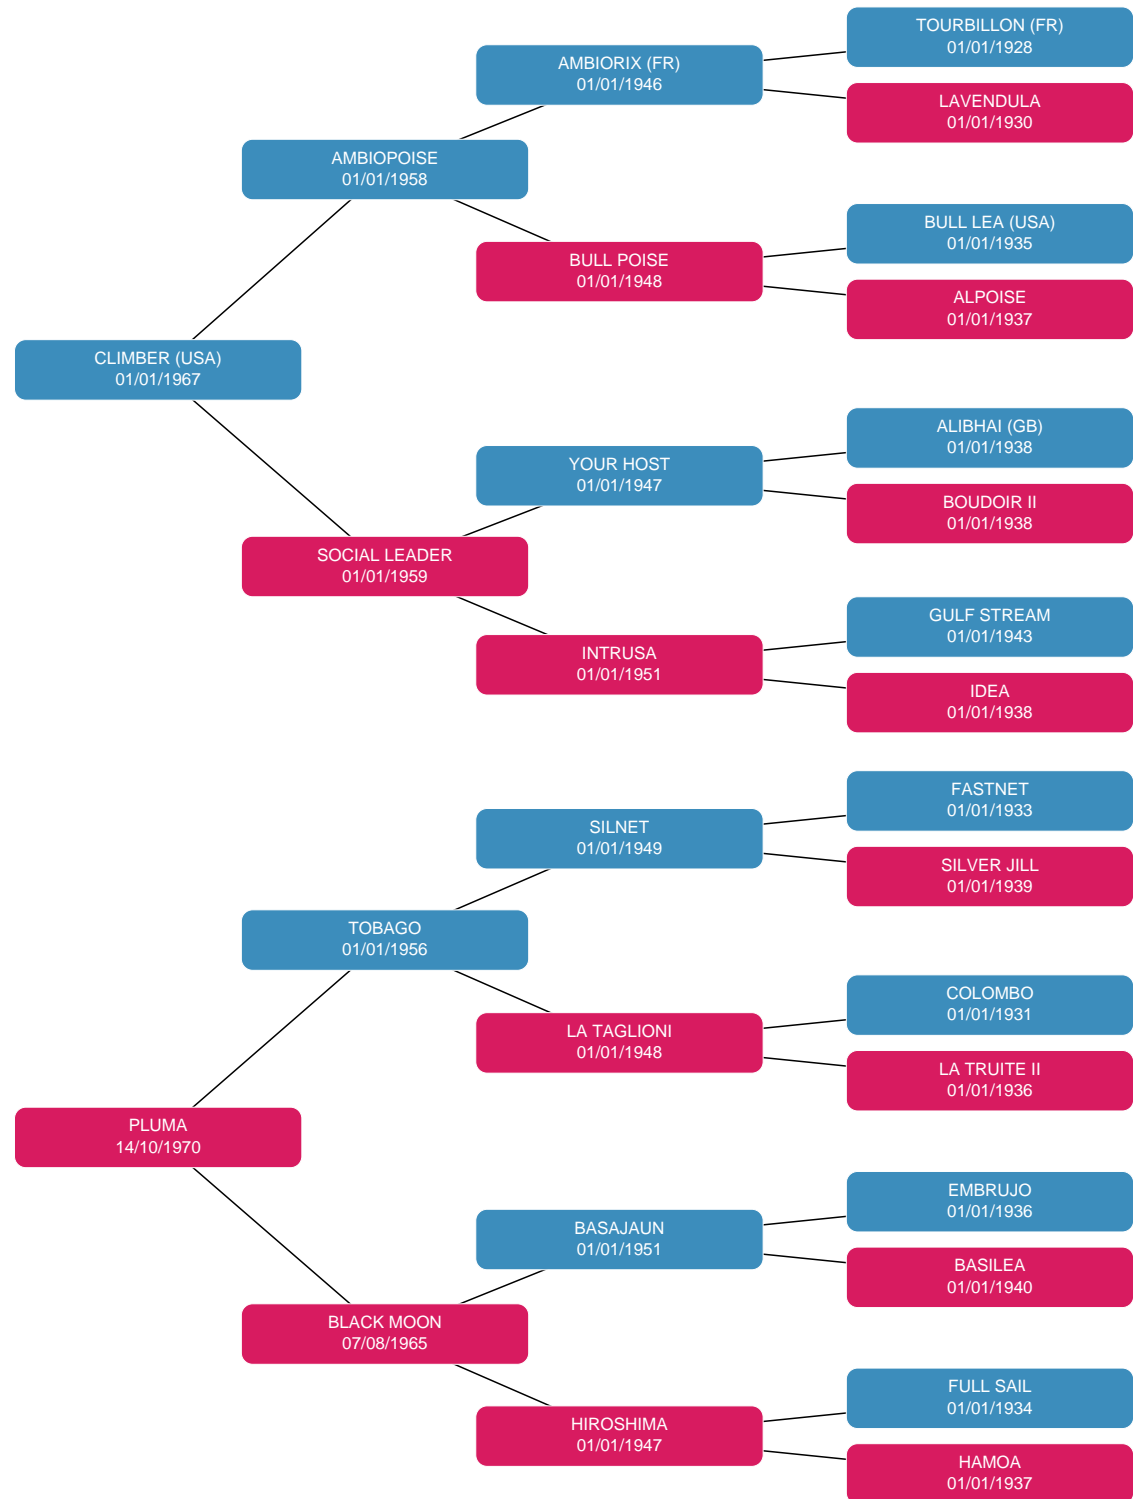 TOURBILLON (FR)
01/01/1928
AMBIORIX (FR)
01/01/1946
LAVENDULA
01/01/1930
AMBIOPOISE
01/01/1958
BULL LEA (USA)
01/01/1935
BULL POISE
01/01/1948
ALPOISE
01/01/1937
CLIMBER (USA)
01/01/1967
ALIBHAI (GB)
01/01/1938
YOUR HOST
01/01/1947
BOUDOIR II
01/01/1938
SOCIAL LEADER
01/01/1959
GULF STREAM
01/01/1943
INTRUSA
01/01/1951
IDEA
01/01/1938
FASTNET
01/01/1933
SILNET
01/01/1949
SILVER JILL
01/01/1939
TOBAGO
01/01/1956
COLOMBO
01/01/1931
LA TAGLIONI
01/01/1948
LA TRUITE II
01/01/1936
PLUMA
14/10/1970
EMBRUJO
01/01/1936
BASAJAUN
01/01/1951
BASILEA
01/01/1940
BLACK MOON
07/08/1965
FULL SAIL
01/01/1934
HIROSHIMA
01/01/1947
HAMOA
01/01/1937